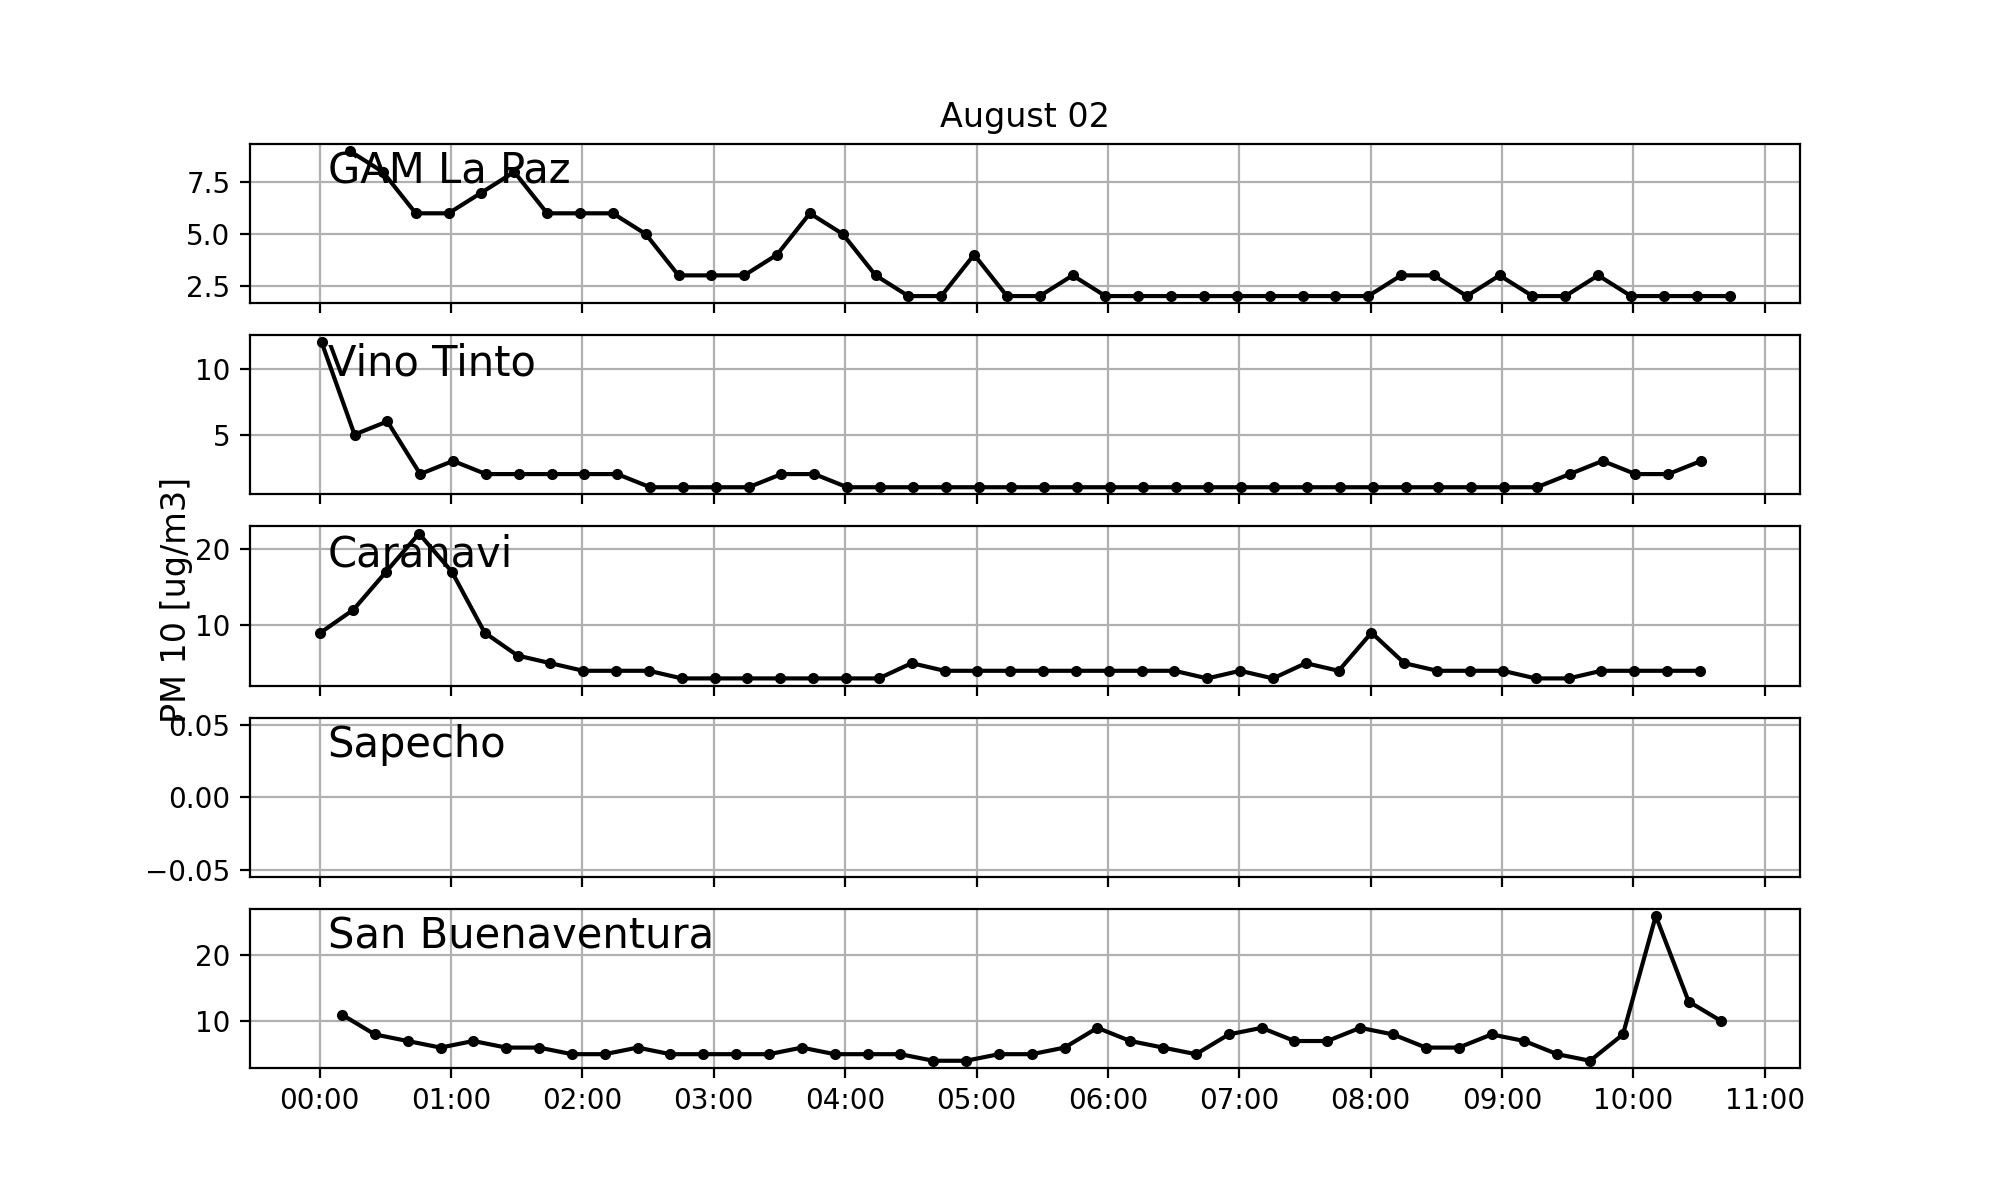 August 02
GAM La Paz
7.5
5.0
2.5
Vino Tinto
10
5
PM 10 [ug/m3]
Caranavi
20
10
Sapecho
0.05
0.00
−0.05
San Buenaventura
20
10
00:00 01:00 02:00 03:00 04:00 05:00 06:00 07:00 08:00 09:00 10:00 11:00